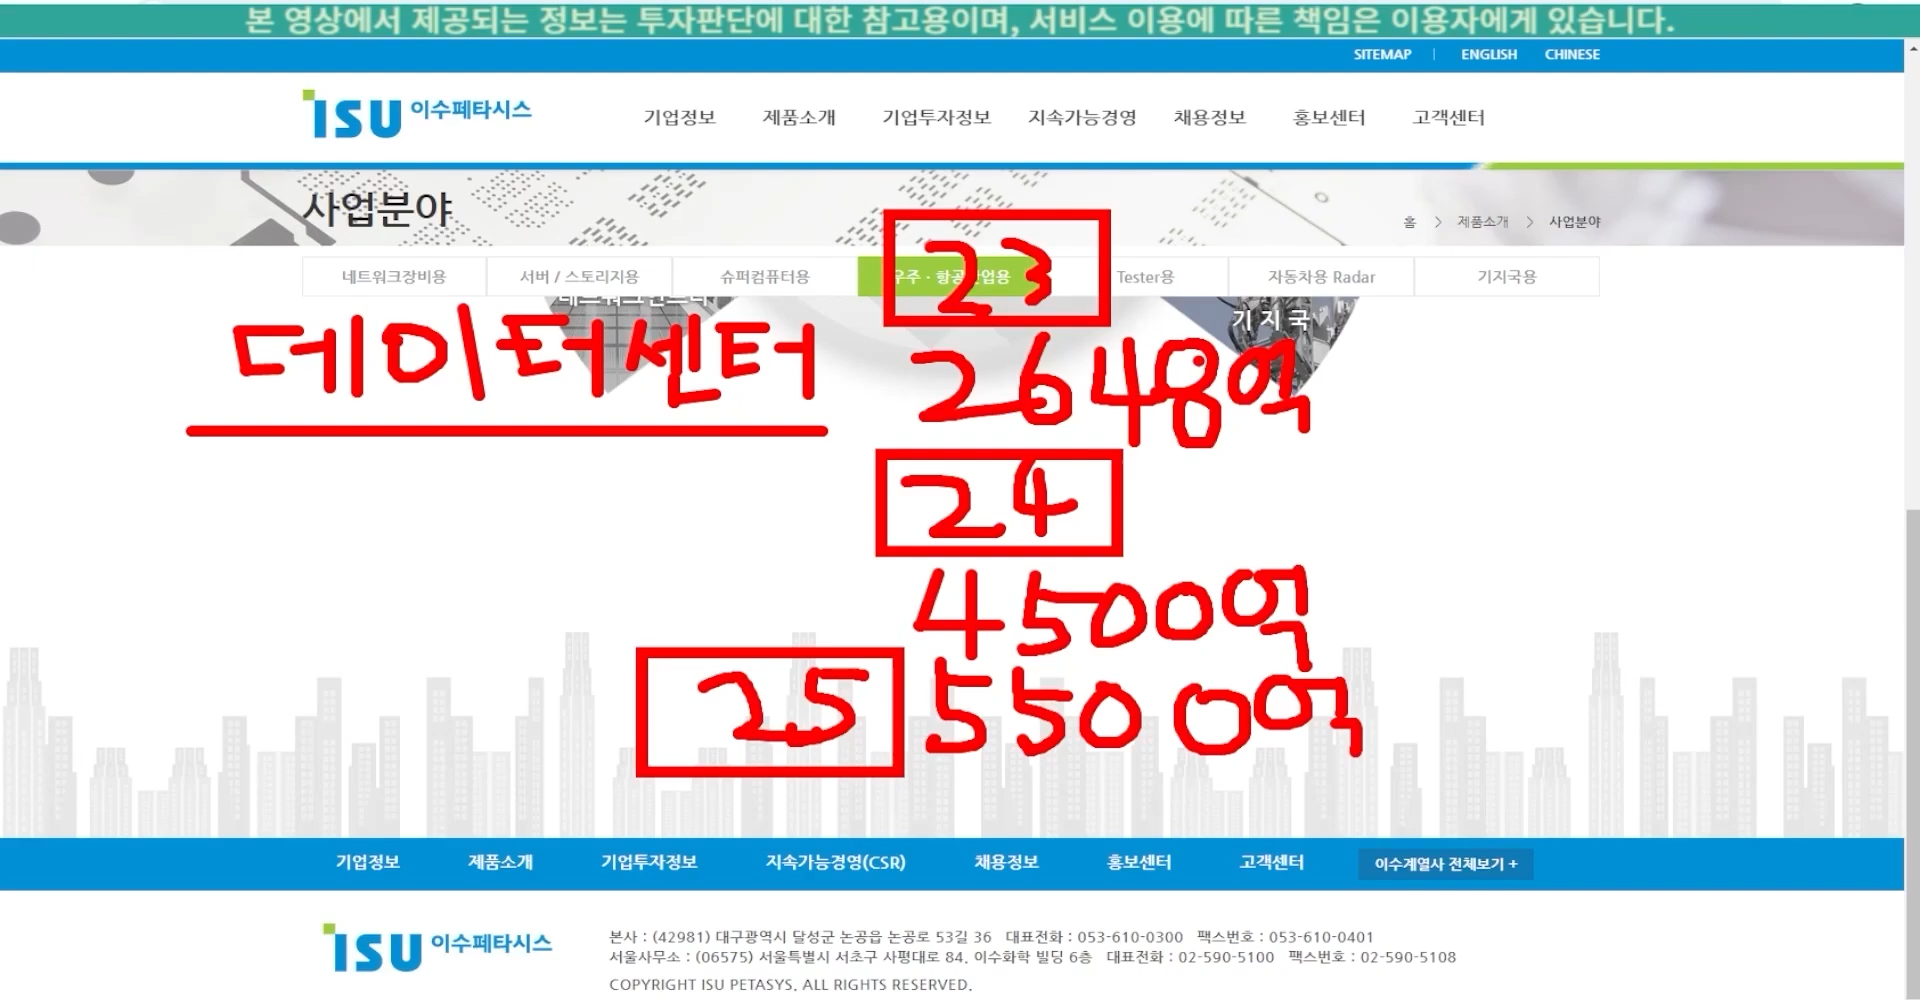 본 영상에서 제공되는 정보는 투자판단에 대한 참고용이며, 서비스 이용에 따른 책임은 이용자에게 있습니다.
SITEMAP | ENGLISH CHINESE
ISU 이수페타시스
기업정보 제품소개 기업투자정보 지속가능경영 채용정보 홍보센터 고객센터
사업분야
홈 > 제품소개 > 사업분야
네트워크장비용 서버 / 스토리지용 슈퍼컴퓨터용 우주 · 항공산업용 Tester용 자동차용 Radar 기지국용
23
기지국
데이터센터
2648억
24
4500억
25 5500억
기업정보 제품소개 기업투자정보 지속가능경영(CSR) 채용정보 홍보센터 고객센터 이수계열사 전체보기 +
ISU 이수페타시스
본사 : (42981) 대구광역시 달성군 논공읍 논공로 53길 36 대표전화 : 053-610-0300 팩스번호 : 053-610-0401
서울사무소 : (06575) 서울특별시 서초구 사평대로 84, 이수화학 빌딩 6층 대표전화 : 02-590-5100 팩스번호 : 02-590-5108
COPYRIGHT ISU PETASYS, ALL RIGHTS RESERVED.